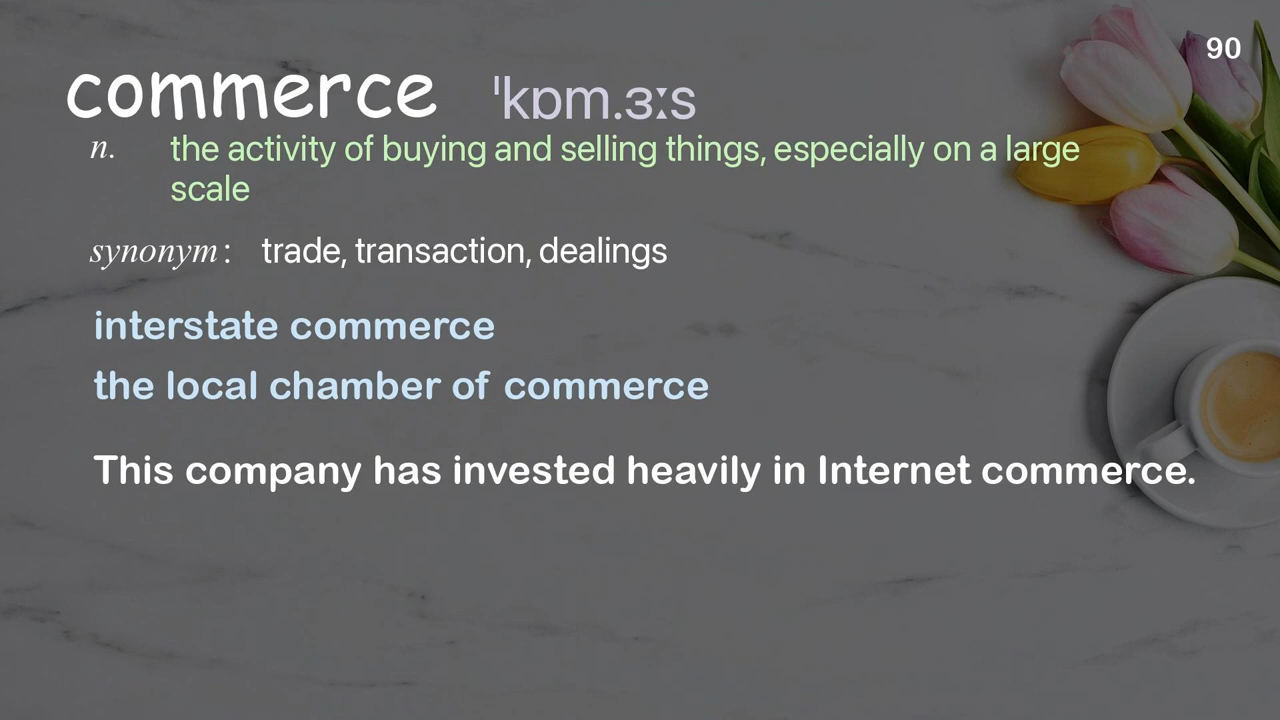 90
commerce ˈkɒm.ɜːs
n. the activity of buying and selling things, especially on a large
scale
synonym: trade, transaction, dealings
interstate commerce
the local chamber of commerce
This company has invested heavily in Internet commerce.